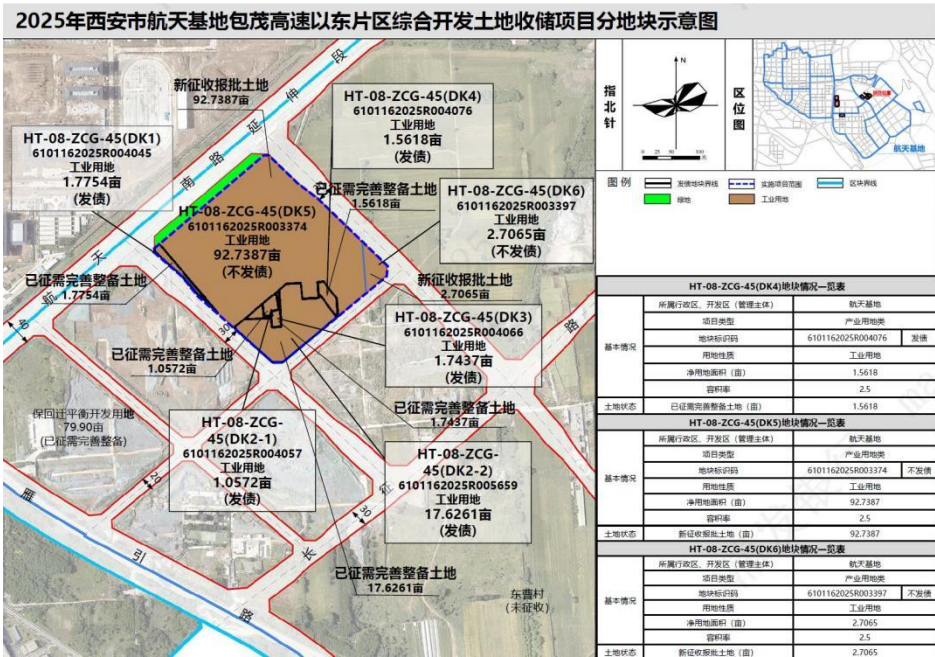 2025年西安市航天基地包茂高速以东片区综合开发土地收储项目分地块示意图
新征收报批土地
92.7387亩
HT-08-ZCG-45(DK4)
6101162025R004076
工业用地
1.5618亩
(发债)
HT-08-ZCG-45(DK1)
6101162025R004045
工业用地
1.7754亩
(发债)
已征需完善整备土地
1.5618亩
HT-08-ZCG-45(DK6)
6101162025R003397
工业用地
2.7065亩
(不发债)
HT-08-ZCG-45(DK5)
6101162025R003374
工业用地
92.7387亩
(不发债)
航天南路延伸段
已征需完善整备土地
1.7754亩
新征收报批土地
2.7065亩
HT-08-ZCG-45(DK3)
6101162025R004066
工业用地
1.7437亩
(发债)
40
30
已征需完善整备土地
1.0572亩
保回迁平衡开发用地
79.90亩
(已征需完善整备)
HT-08-ZCG-
45(DK2-1)
6101162025R004057
工业用地
1.0572亩
(发债)
已征需完善整备土地
1.7437亩
HT-08-ZCG-
45(DK2-2)
6101162025R005659
工业用地
17.6261亩
(发债)
20
30
雁引路
长征路
已征需完善整备土地
17.6261亩
东曹村
(未征收)
指北针
N
0 25 50 100
区位图
航天基地
图例
发债地块界线
实施项目范围
区块界线
绿地
工业用地
HT-08-ZCG-45(DK4)地块情况一览表
基本情况
所属行政区、开发区（管理主体） 航天基地
项目类型 产业用地类
地块标识码 6101162025R004076 发债
用地性质 工业用地
净用地面积（亩） 1.5618
容积率 2.5
土地状态 已征需完善整备土地（亩） 1.5618
HT-08-ZCG-45(DK5)地块情况一览表
基本情况
所属行政区、开发区（管理主体） 航天基地
项目类型 产业用地类
地块标识码 6101162025R003374 不发债
用地性质 工业用地
净用地面积（亩） 92.7387
容积率 2.5
土地状态 新征收报批土地（亩） 92.7387
HT-08-ZCG-45(DK6)地块情况一览表
基本情况
所属行政区、开发区（管理主体） 航天基地
项目类型 产业用地类
地块标识码 6101162025R003397 不发债
用地性质 工业用地
净用地面积（亩） 2.7065
容积率 2.5
土地状态 新征收报批土地（亩） 2.7065